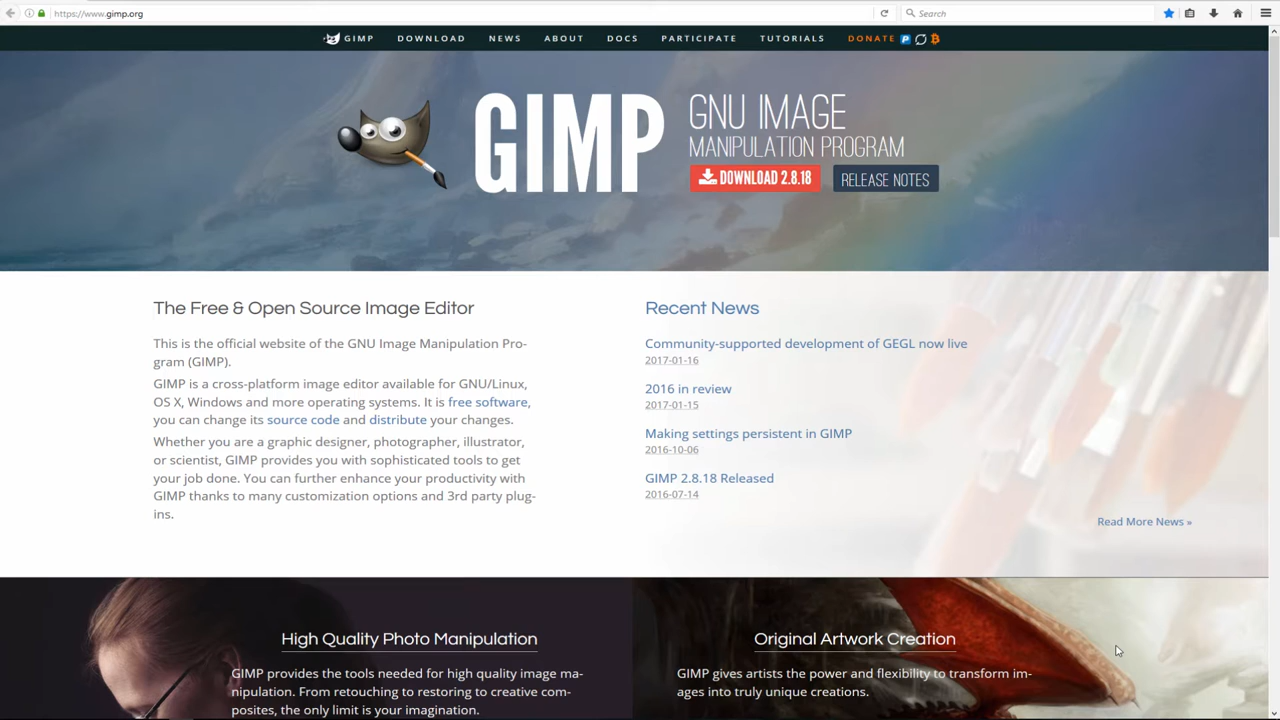 https://www.gimp.org
Search
GIMP DOWNLOAD NEWS ABOUT DOCS PARTICIPATE TUTORIALS DONATE
GIMP
GNU IMAGE
MANIPULATION PROGRAM
DOWNLOAD 2.8.18
RELEASE NOTES
The Free & Open Source Image Editor
This is the official website of the GNU Image Manipulation Pro-
gram (GIMP).
GIMP is a cross-platform image editor available for GNU/Linux,
OS X, Windows and more operating systems. It is free software,
you can change its source code and distribute your changes.
Whether you are a graphic designer, photographer, illustrator,
or scientist, GIMP provides you with sophisticated tools to get
your job done. You can further enhance your productivity with
GIMP thanks to many customization options and 3rd party plug-
ins.
Recent News
Community-supported development of GEGL now live
2017-01-16
2016 in review
2017-01-15
Making settings persistent in GIMP
2016-10-06
GIMP 2.8.18 Released
2016-07-14
Read More News »
High Quality Photo Manipulation
GIMP provides the tools needed for high quality image ma-
nipulation. From retouching to restoring to creative com-
posites, the only limit is your imagination.
Original Artwork Creation
GIMP gives artists the power and flexibility to transform im-
ages into truly unique creations.